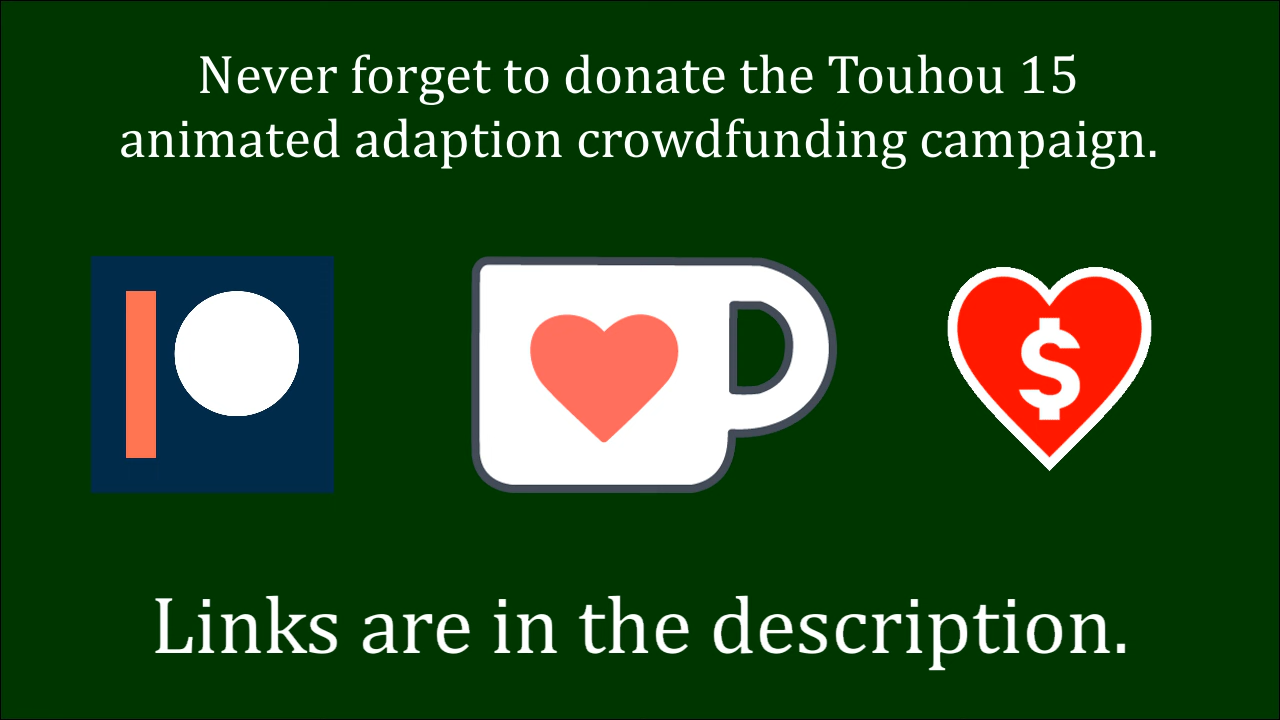 Never forget to donate the Touhou 15
animated adaption crowdfunding campaign.
$
Links are in the description.